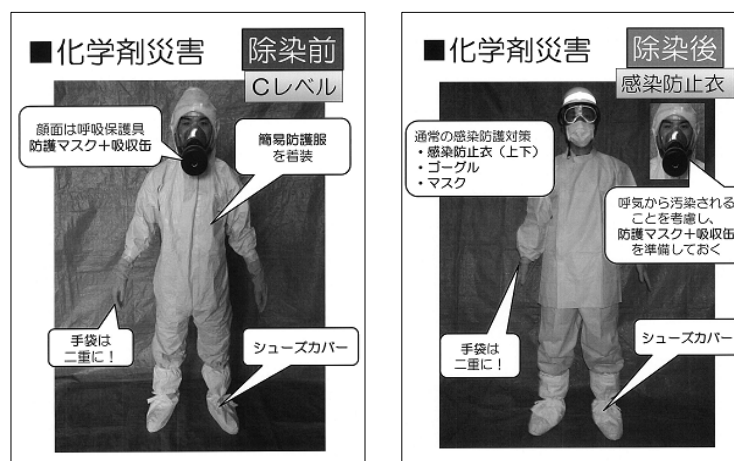 ■化学剤災害
除染前
Cレベル
顔面は呼吸保護具
防護マスク+吸収缶
簡易防護服
を着装
手袋は
二重に!
シューズカバー
■化学剤災害
除染後
感染防止衣
通常の感染防護対策
・感染防止衣(上下)
・ゴーグル
・マスク
呼気から汚染される
ことを考慮し、
防護マスク+吸収缶
を準備しておく
手袋は
二重に!
シューズカバー